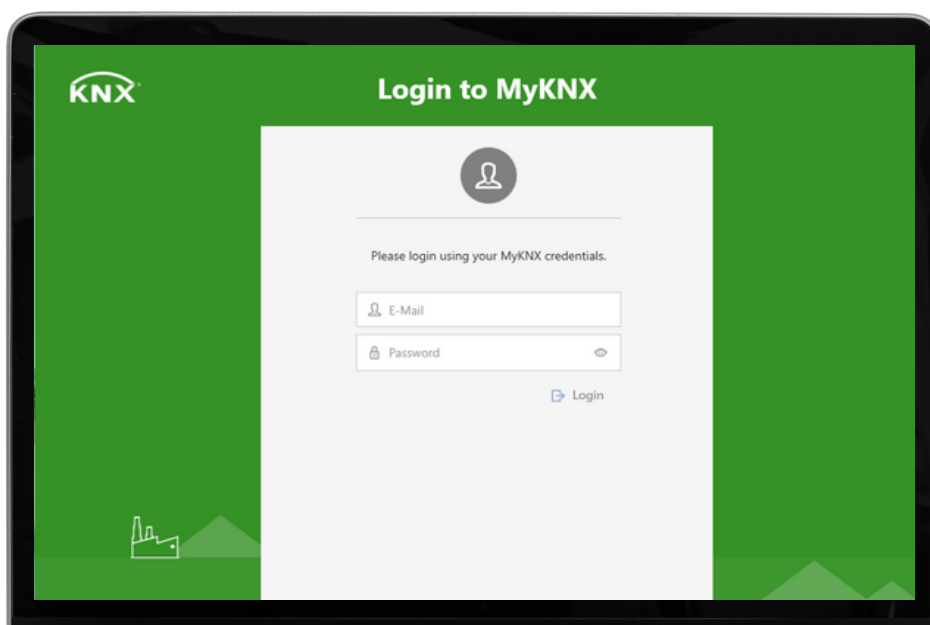 KNX
Login to MyKNX
Please login using your MyKNX credentials.
E-Mail
Password
Login